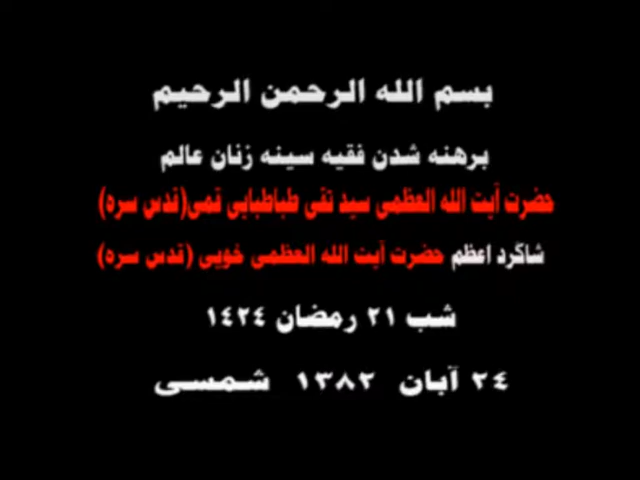 بسم الله الرحمن الرحیم
برهنه شدن فقیه سینه زنان عالم
حضرت آیت الله العظمی سید تقی طباطبایی قمی(قدس سره)
شاگرد اعظم حضرت آیت الله العظمی خویی (قدس سره)
شب ۲۱ رمضان ۱۴۲۴
۲۴ آبان ۱۳۸۲ شمسی